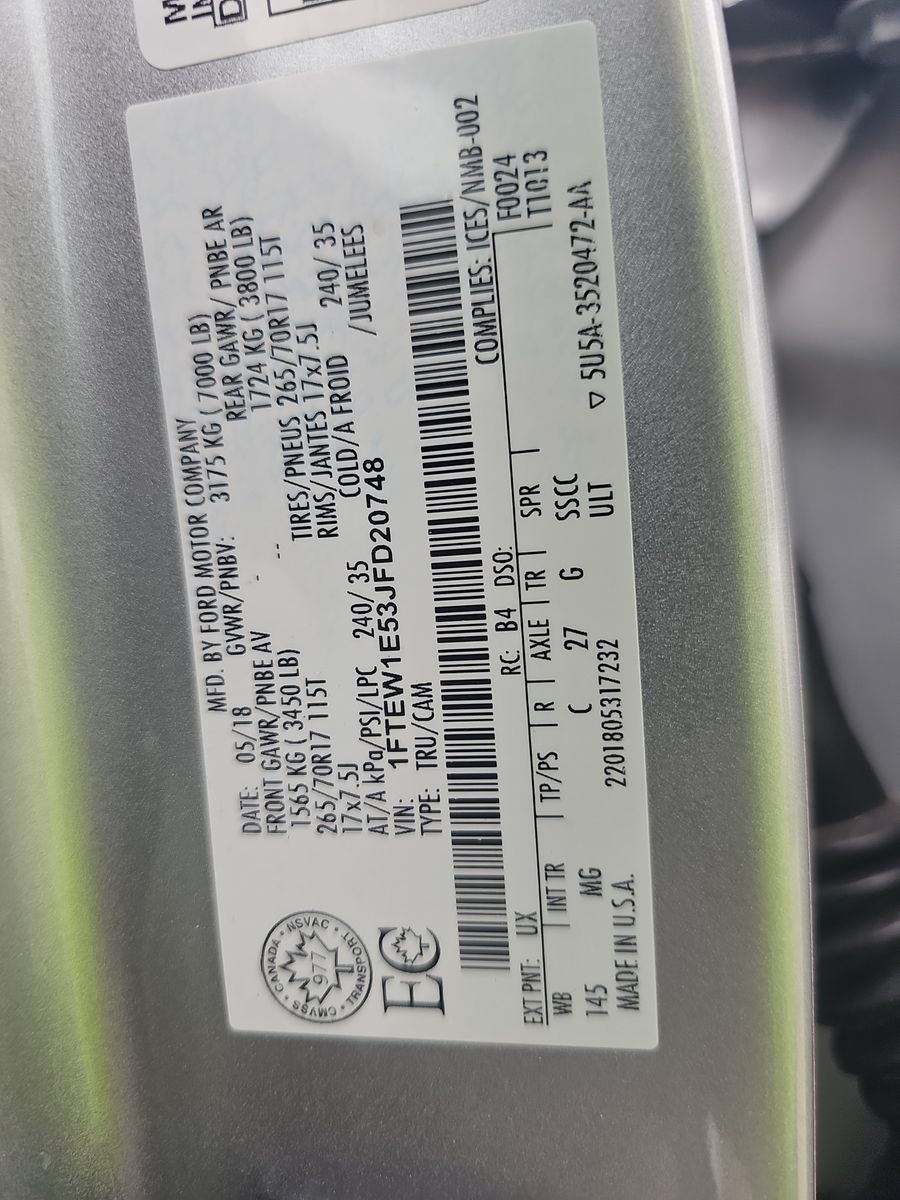 MFD. BY FORD MOTOR COMPANY
DATE: 05/18 GVWR/PNBV: 3175 KG ( 7000 LB)
FRONT GAWR/PNBE AV - -- REAR GAWR/ PNBE AR
1565 KG ( 3450 LB) 1724 KG ( 3800 LB)
265/70R17 115T TIRES/PNEUS 265/70R17 115T
17x7.5J RIMS/JANTES 17x7.5J
AT/A kPa/PSI/LPC 240/ 35 COLD/A FROID 240/ 35
VIN: 1FTEW1E53JFD20748 /JUMELEES
TYPE: TRU/CAM
CMVSS • CANADA • NSVAC • TRANSPORT
977
EC
COMPLIES: ICES/NMB-002
EXT PNT: UX RC: B4 DSO: F0024
WB INT TR TP/PS R AXLE TR SPR T1013
145 MG C 27 G SSCC
ULT
MADE IN U.S.A. 2201805317232 ▽ 5U5A-3520472-AA